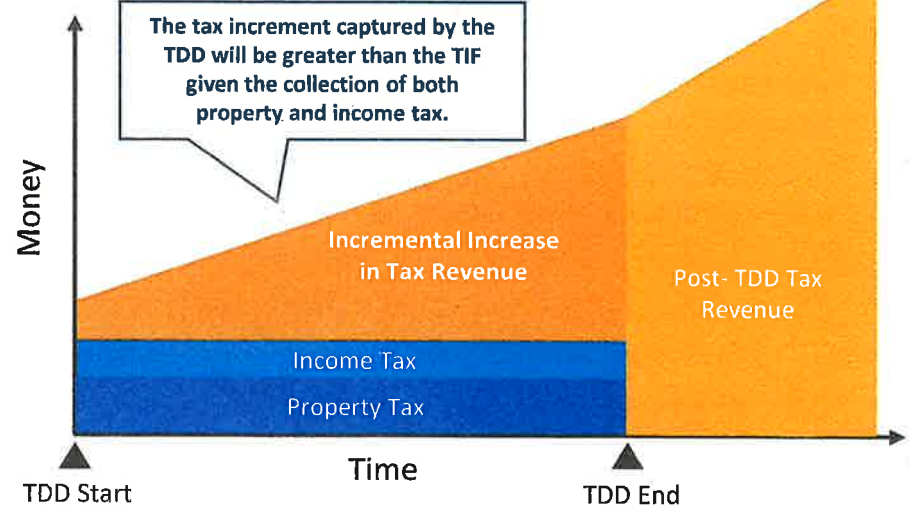 The tax increment captured by the
TDD will be greater than the TIF
given the collection of both
property and income tax.
Money
Incremental Increase
in Tax Revenue
Post- TDD Tax
Revenue
Income Tax
Property Tax
Time
TDD Start
TDD End